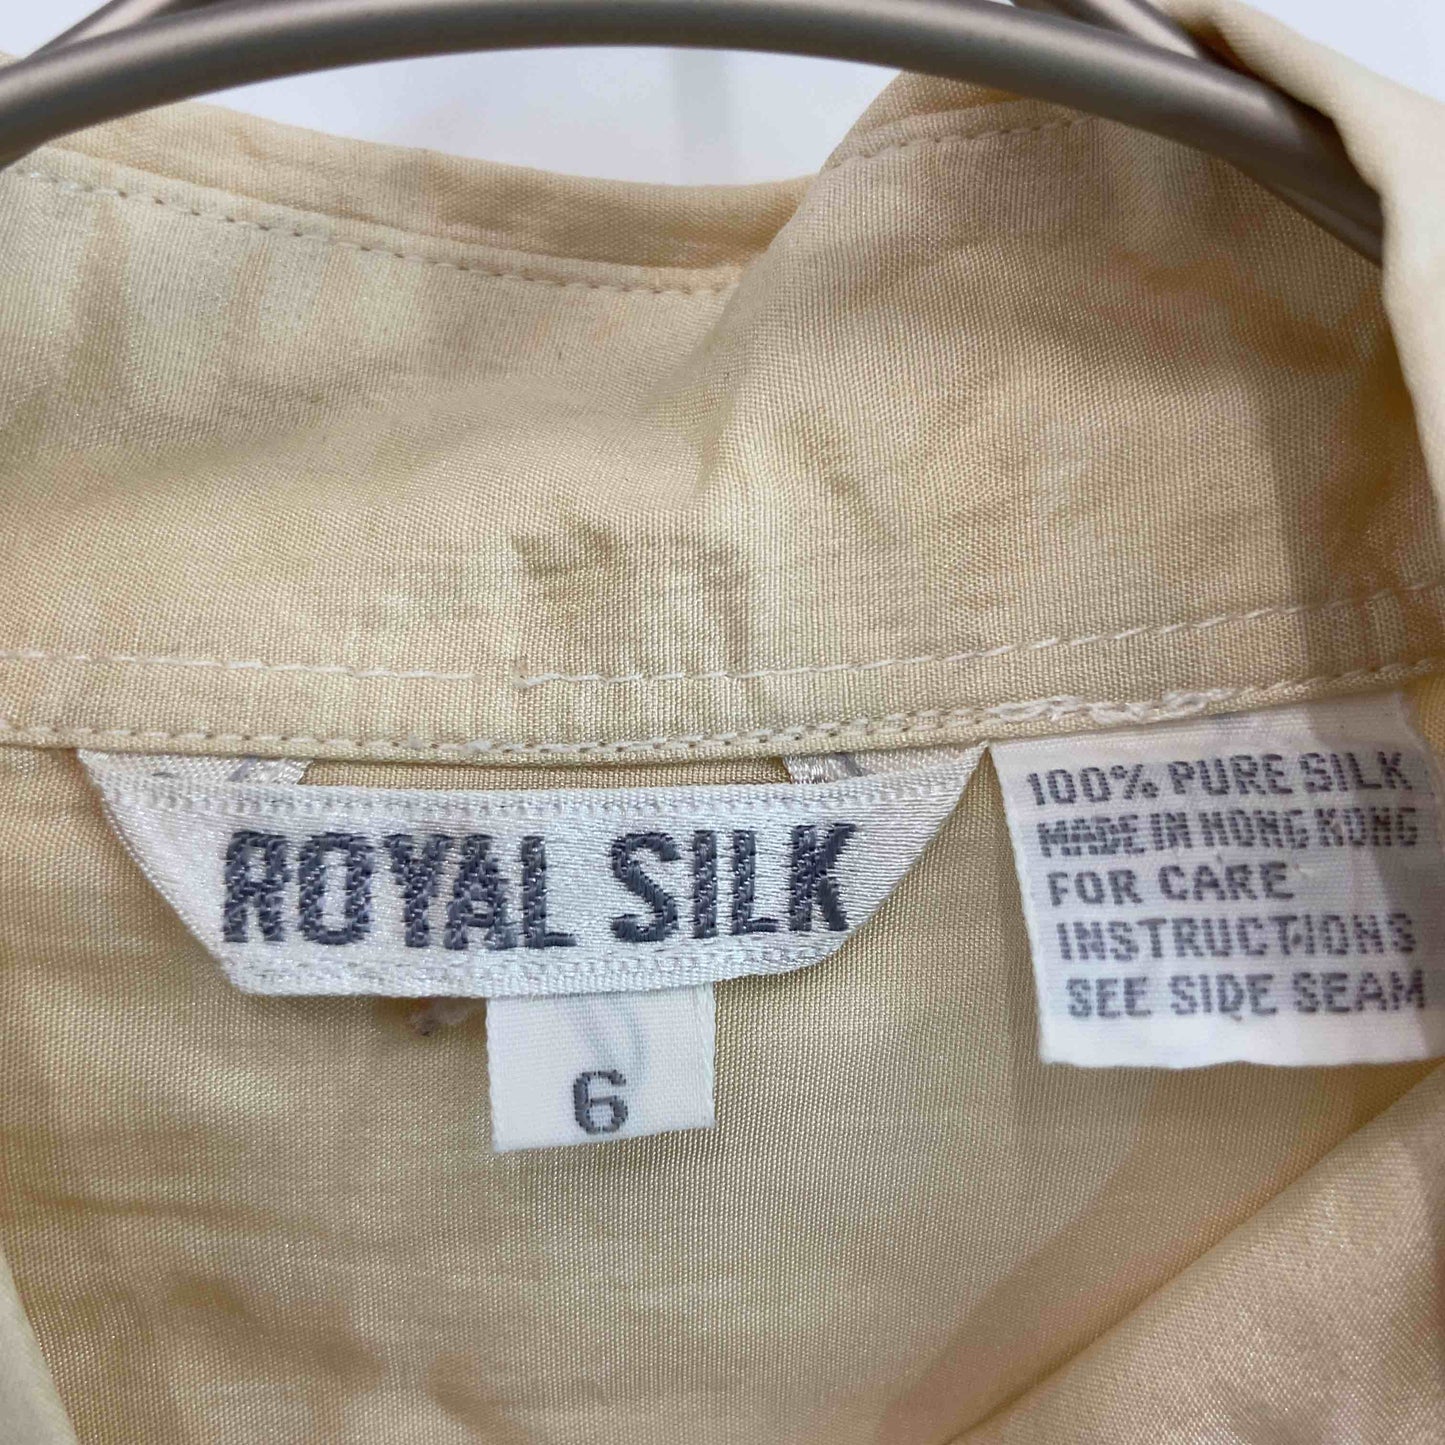 ROYAL SILK
6
100% PURE SILK
MADE IN HONG KONG
FOR CARE
INSTRUCTIONS
SEE SIDE SEAM